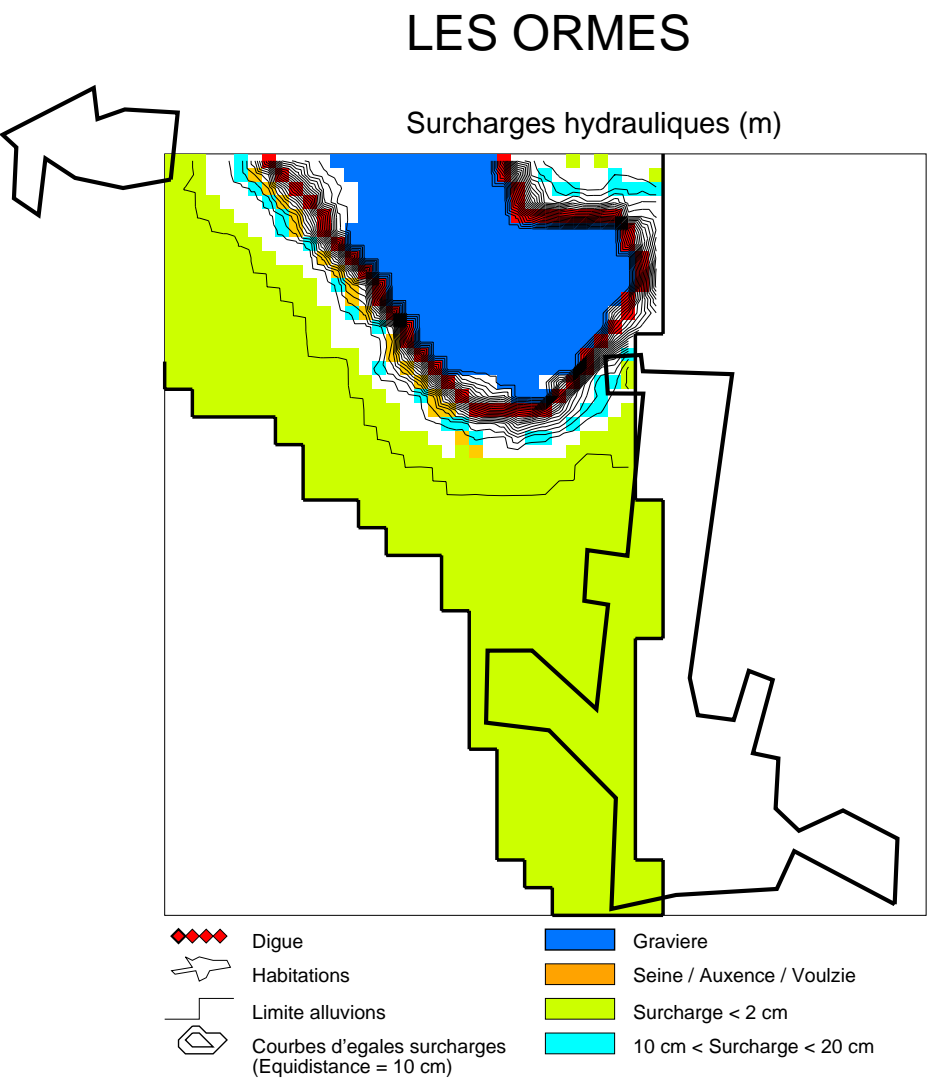 LES ORMES
Surcharges hydrauliques (m)
Digue
Habitations
Limite alluvions
Courbes d'egales surcharges
(Equidistance = 10 cm)
Graviere
Seine / Auxence / Voulzie
Surcharge < 2 cm
10 cm < Surcharge < 20 cm